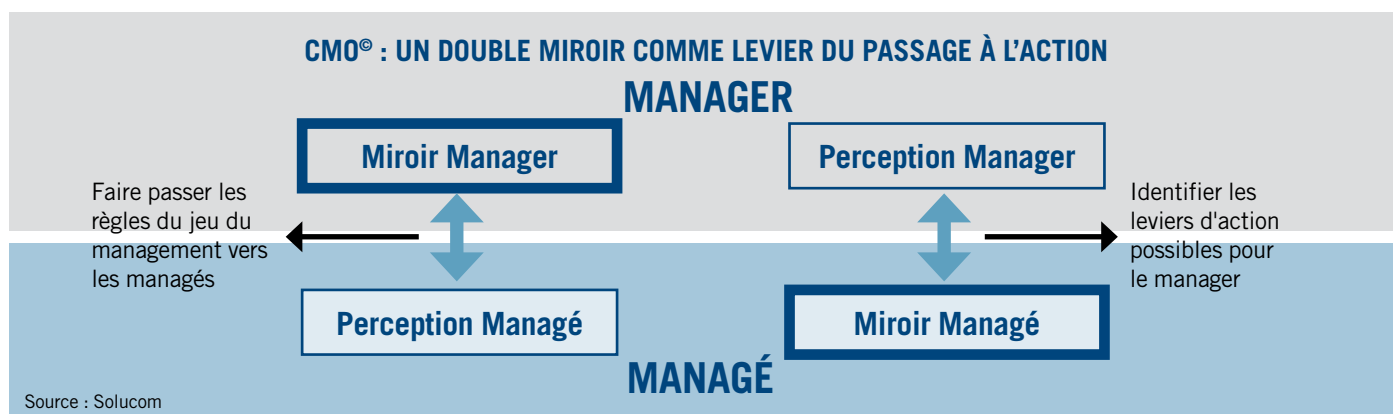 CMO© : UN DOUBLE MIROIR COMME LEVIER DU PASSAGE À L'ACTION
MANAGER
Miroir Manager
Perception Manager
Faire passer les
règles du jeu du
management vers
les managés
Identifier les
leviers d'action
possibles pour
le manager
Perception Managé
Miroir Managé
MANAGÉ
Source : Solucom